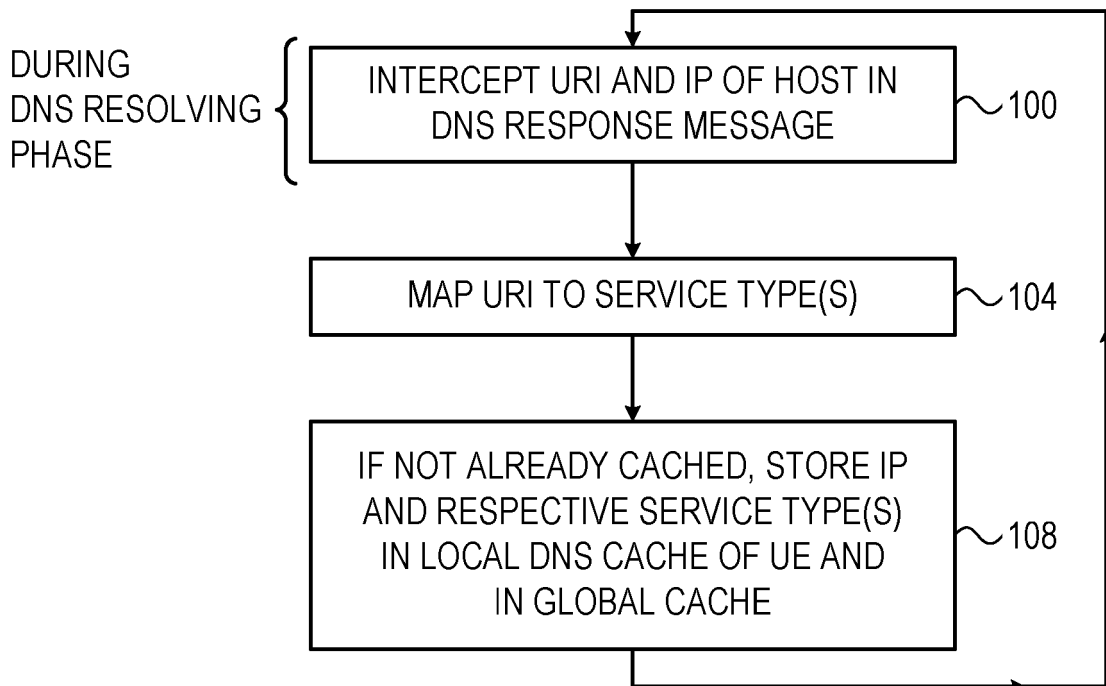 DURING
DNS RESOLVING
PHASE
INTERCEPT URI AND IP OF HOST IN
DNS RESPONSE MESSAGE
100
MAP URI TO SERVICE TYPE(S)
104
IF NOT ALREADY CACHED, STORE IP
AND RESPECTIVE SERVICE TYPE(S)
IN LOCAL DNS CACHE OF UE AND
IN GLOBAL CACHE
108